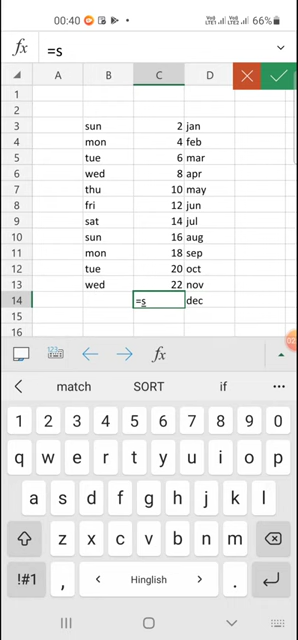 00:40 66%
fx =s
A B C D
1
2
3 sun 2 jan
4 mon 4 feb
5 tue 6 mar
6 wed 8 apr
7 thu 10 may
8 fri 12 jun
9 sat 14 jul
10 sun 16 aug
11 mon 18 sep
12 tue 20 oct
13 wed 22 nov
14 =s dec
15
16
02
123 fx
match SORT if
1 2 3 4 5 6 7 8 9 0
q w e r t y u i o p
a s d f g h j k l
z x c v b n m
!#1 , < Hinglish > .